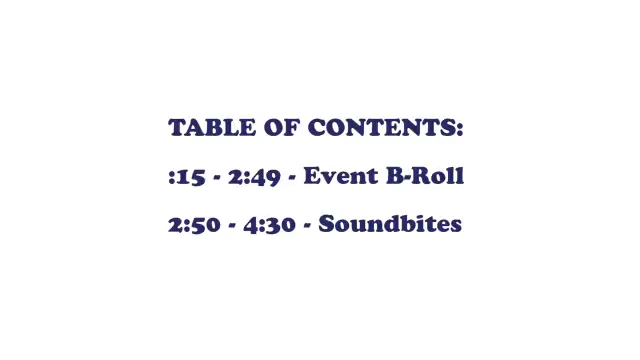 TABLE OF CONTENTS:
:15 - 2:49 - Event B-Roll
2:50 - 4:30 - Soundbites